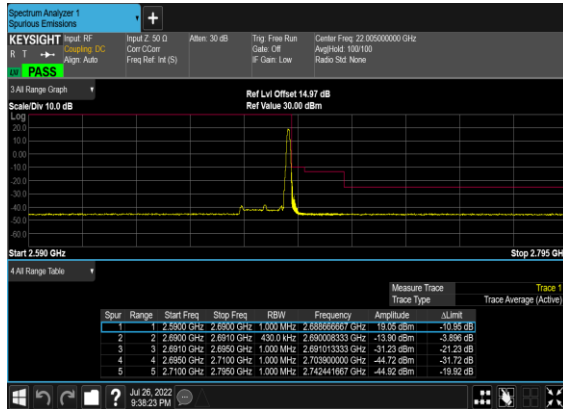 Spectrum Analyzer 1
Spurious Emissions
KEYSIGHT Input: RF Input Z: 50 Ω Atten: 30 dB Trig: Free Run Center Freq: 22.005000000 GHz
R T Coupling: DC Corr CCorr Gate: Off Avg|Hold: 100/100
Align: Auto Freq Ref: Int (S) IF Gain: Low Radio Std: None
PASS
3 All Range Graph Ref Lvl Offset 14.97 dB
Scale/Div 10.0 dB Ref Value 30.00 dBm
Log
20.0
10.0
0.00
-10.0
-20.0
-30.0
-40.0
-50.0
-60.0
Start 2.590 GHz Stop 2.795 GH
4 All Range Table
Measure Trace Trace 1
Trace Type Trace Average (Active)
Spur Range Start Freq Stop Freq RBW Frequency Amplitude ΔLimit
1 1 2.5900 GHz 2.6900 GHz 1.000 MHz 2.688666667 GHz 19.05 dBm -10.95 dB
2 2 2.6900 GHz 2.6910 GHz 430.0 kHz 2.690008333 GHz -13.90 dBm -3.896 dB
3 3 2.6910 GHz 2.6950 GHz 1.000 MHz 2.691013333 GHz -31.23 dBm -21.23 dB
4 4 2.6950 GHz 2.7100 GHz 1.000 MHz 2.703900000 GHz -44.72 dBm -31.72 dB
5 5 2.7100 GHz 2.7950 GHz 1.000 MHz 2.742441667 GHz -44.92 dBm -19.92 dB
? Jul 26, 2022
9:38:23 PM